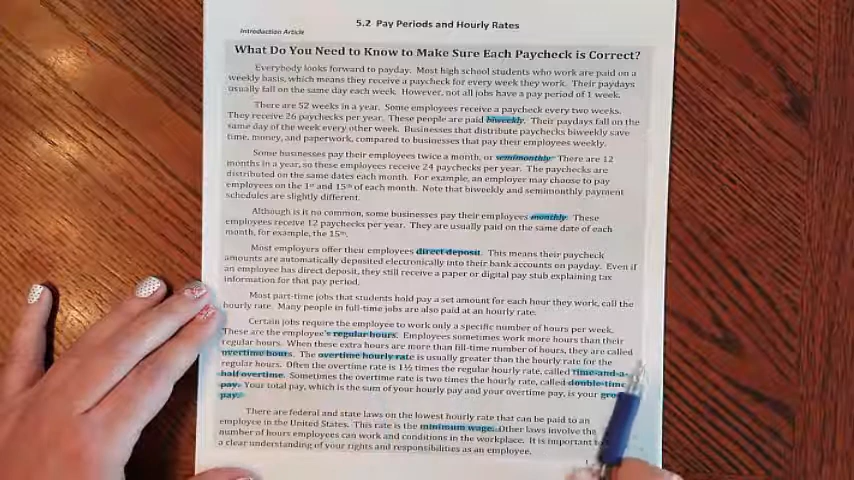 5.2 Pay Periods and Hourly Rates
Introduction Article
What Do You Need to Know to Make Sure Each Paycheck is Correct?
Everybody looks forward to payday. Most high school students who work are paid on a
weekly basis, which means they receive a paycheck for every week they work. Their paydays
usually fall on the same day each week. However, not all jobs have a pay period of 1 week.
There are 52 weeks in a year. Some employees receive a paycheck every two weeks.
They receive 26 paychecks per year. These people are paid biweekly. Their paydays fall on the
same day of the week every other week. Businesses that distribute paychecks biweekly save
time, money, and paperwork, compared to businesses that pay their employees weekly.
Some businesses pay their employees twice a month, or semimonthly. There are 12
months in a year, so these employees receive 24 paychecks per year. The paychecks are
distributed on the same dates each month. For example, an employer may choose to pay
employees on the 1st and 15th of each month. Note that biweekly and semimonthly payment
schedules are slightly different.
Although is it no common, some businesses pay their employees monthly. These
employees receive 12 paychecks per year. They are usually paid on the same date of each
month, for example, the 15th.
Most employers offer their employees direct deposit. This means their paycheck
amounts are automatically deposited electronically into their bank accounts on payday. Even if
an employee has direct deposit, they still receive a paper or digital pay stub explaining tax
information for that pay period.
Most part-time jobs that students hold pay a set amount for each hour they work, call the
hourly rate. Many people in full-time jobs are also paid at an hourly rate.
Certain jobs require the employee to work only a specific number of hours per week.
These are the employee's regular hours. Employees sometimes work more hours than their
regular hours. When these extra hours are more than fill-time number of hours, they are called
overtime hours. The overtime hourly rate is usually greater than the hourly rate for the
regular hours. Often the overtime rate is 1½ times the regular hourly rate, called time-and-a-
half overtime. Sometimes the overtime rate is two times the hourly rate, called double-time
pay. Your total pay, which is the sum of your hourly pay and your overtime pay, is your gross
pay.
There are federal and state laws on the lowest hourly rate that can be paid to an
employee in the United States. This rate is the minimum wage. Other laws involve the
number of hours employees can work and conditions in the workplace. It is important to
a clear understanding of your rights and responsibilities as an employee.